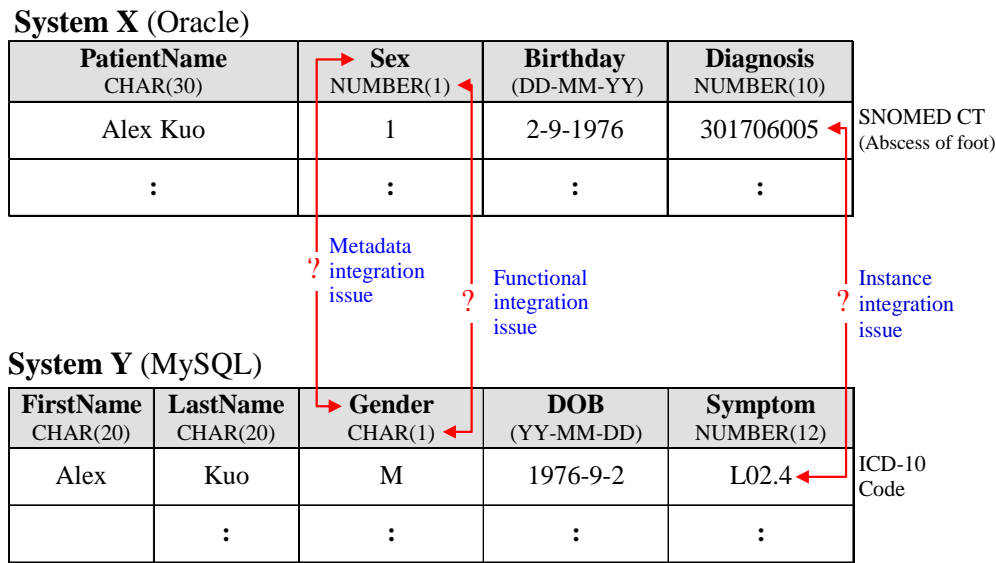 System X (Oracle)
PatientName Sex Birthday Diagnosis
CHAR(30) NUMBER(1) (DD-MM-YY) NUMBER(10)
Alex Kuo 1 2-9-1976 301706005 SNOMED CT
(Abscess of foot)
: : : :
Metadata
? integration
issue
Functional
? integration
issue
Instance
? integration
issue
System Y (MySQL)
FirstName LastName Gender DOB Symptom
CHAR(20) CHAR(20) CHAR(1) (YY-MM-DD) NUMBER(12)
Alex Kuo M 1976-9-2 L02.4 ICD-10
Code
: : : :